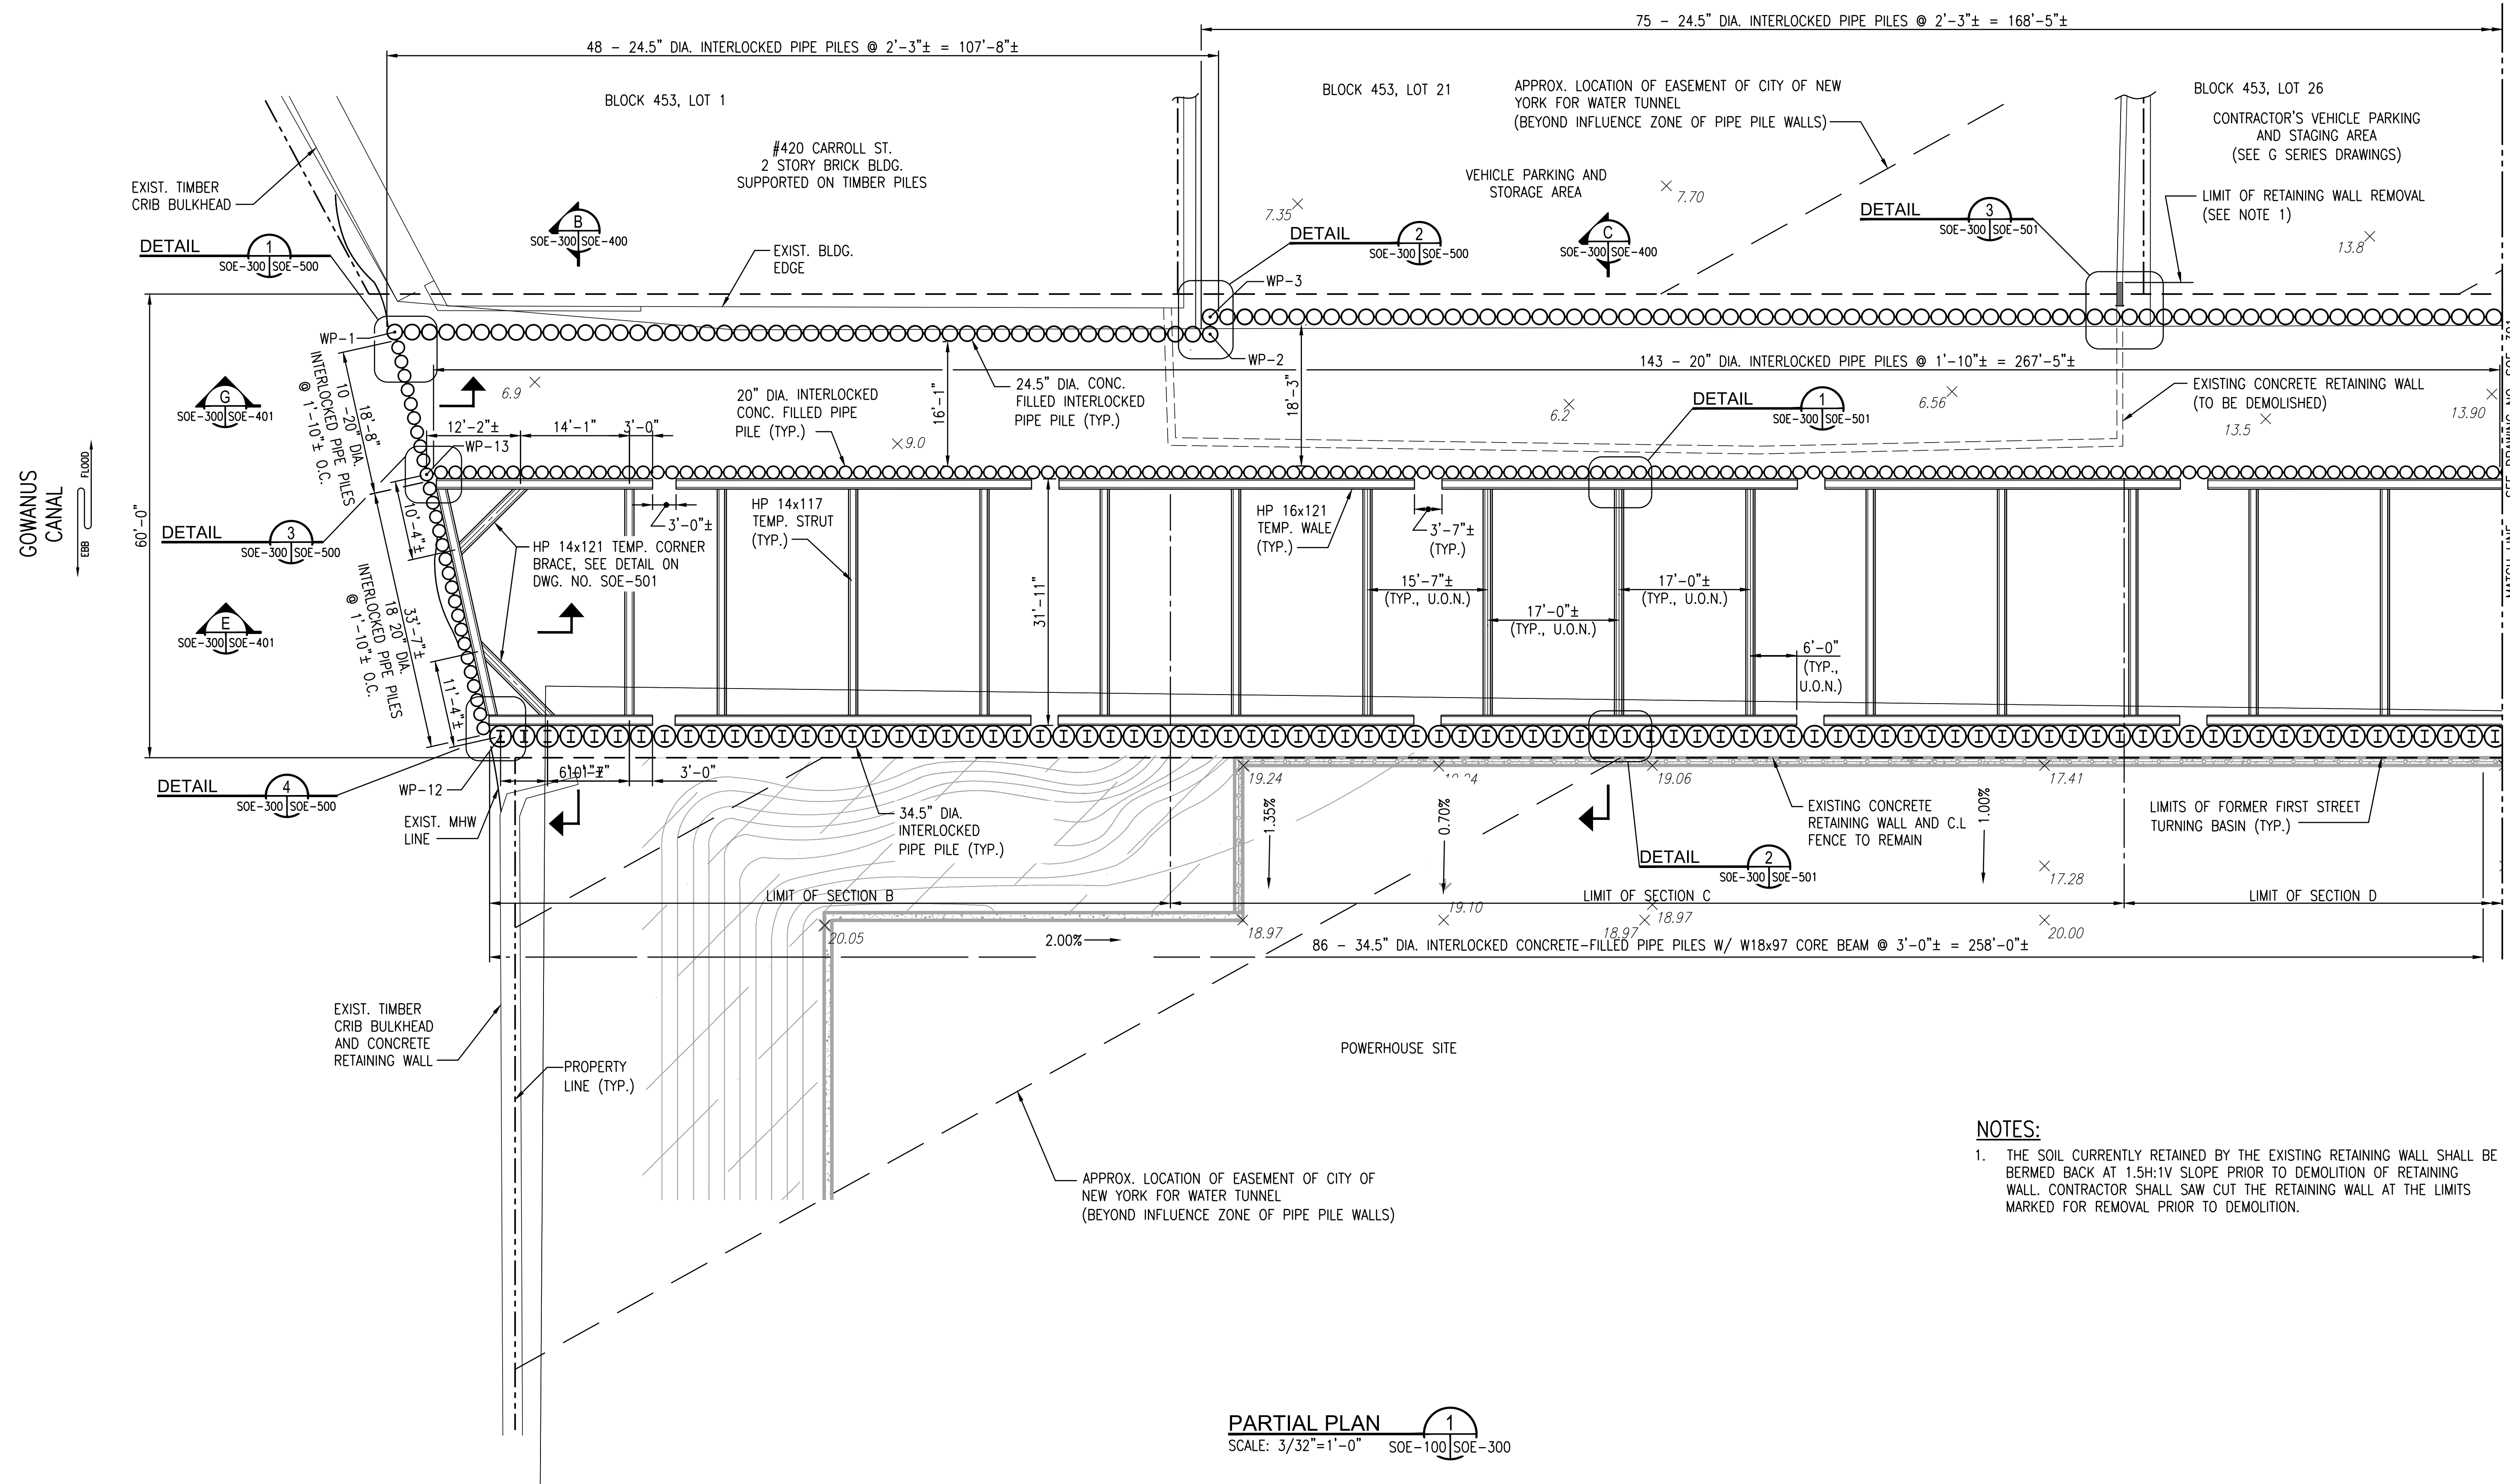 75 - 24.5" DIA. INTERLOCKED PIPE PILES @ 2'-3"± = 168'-5"±
48 - 24.5" DIA. INTERLOCKED PIPE PILES @ 2'-3"± = 107'-8"±
BLOCK 453, LOT 1
BLOCK 453, LOT 21
APPROX. LOCATION OF EASEMENT OF CITY OF NEW
YORK FOR WATER TUNNEL
(BEYOND INFLUENCE ZONE OF PIPE PILE WALLS)
BLOCK 453, LOT 26
CONTRACTOR'S VEHICLE PARKING
AND STAGING AREA
(SEE G SERIES DRAWINGS)
#420 CARROLL ST.
2 STORY BRICK BLDG.
SUPPORTED ON TIMBER PILES
VEHICLE PARKING AND
STORAGE AREA
7.70
7.35
EXIST. TIMBER
CRIB BULKHEAD
LIMIT OF RETAINING WALL REMOVAL
(SEE NOTE 1)
13.8
DETAIL
1
SOE-300 SOE-500
B
SOE-300 SOE-400
EXIST. BLDG.
EDGE
DETAIL
2
SOE-300 SOE-500
C
SOE-300 SOE-400
DETAIL
3
SOE-300 SOE-501
WP-3
WP-1
WP-2
143 - 20" DIA. INTERLOCKED PIPE PILES @ 1'-10"± = 267'-5"±
18'-8"
10 -20" DIA.
INTERLOCKED PIPE PILES
@ 1'-10"± O.C.
G
SOE-300 SOE-401
6.9
20" DIA. INTERLOCKED
CONC. FILLED PIPE
PILE (TYP.)
9.0
16'-1"
24.5" DIA. CONC.
FILLED INTERLOCKED
PIPE PILE (TYP.)
18'-3"
6.2
DETAIL
1
SOE-300 SOE-501
6.56
EXISTING CONCRETE RETAINING WALL
(TO BE DEMOLISHED)
13.5
13.90
12'-2"±
14'-1"
3'-0"
WP-13
GOWANUS
CANAL
FLOOD
EBB
60'-0"
DETAIL
3
SOE-300 SOE-500
10'-4"±
3'-0"±
HP 14x117
TEMP. STRUT
(TYP.)
HP 16x121
TEMP. WALE
(TYP.)
3'-7"±
(TYP.)
HP 14x121 TEMP. CORNER
BRACE, SEE DETAIL ON
DWG. NO. SOE-501
31'-11"
15'-7"±
(TYP., U.O.N.)
17'-0"±
(TYP., U.O.N.)
17'-0"±
(TYP., U.O.N.)
6'-0"
(TYP.,
U.O.N.)
E
SOE-300 SOE-401
33'-7"±
18 20" DIA.
INTERLOCKED PIPE PILES
@ 1'-10"± O.C.
11'-4"±
3'-0"
DETAIL
4
SOE-300 SOE-500
WP-12
EXIST. MHW
LINE
34.5" DIA.
INTERLOCKED
PIPE PILE (TYP.)
19.24
19.06
17.41
1.35%
0.70%
1.00%
EXISTING CONCRETE
RETAINING WALL AND C.L
FENCE TO REMAIN
LIMITS OF FORMER FIRST STREET
TURNING BASIN (TYP.)
DETAIL
2
SOE-300 SOE-501
17.28
LIMIT OF SECTION B
LIMIT OF SECTION C
LIMIT OF SECTION D
19.10
18.97
20.05
2.00%
18.97
18.97
20.00
86 - 34.5" DIA. INTERLOCKED CONCRETE-FILLED PIPE PILES W/ W18x97 CORE BEAM @ 3'-0"± = 258'-0"±
EXIST. TIMBER
CRIB BULKHEAD
AND CONCRETE
RETAINING WALL
PROPERTY
LINE (TYP.)
POWERHOUSE SITE
APPROX. LOCATION OF EASEMENT OF CITY OF
NEW YORK FOR WATER TUNNEL
(BEYOND INFLUENCE ZONE OF PIPE PILE WALLS)
NOTES:
1. THE SOIL CURRENTLY RETAINED BY THE EXISTING RETAINING WALL SHALL BE
BERMED BACK AT 1.5H:1V SLOPE PRIOR TO DEMOLITION OF RETAINING
WALL. CONTRACTOR SHALL SAW CUT THE RETAINING WALL AT THE LIMITS
MARKED FOR REMOVAL PRIOR TO DEMOLITION.
PARTIAL PLAN
SCALE: 3/32"=1'-0"
1
SOE-100 SOE-300